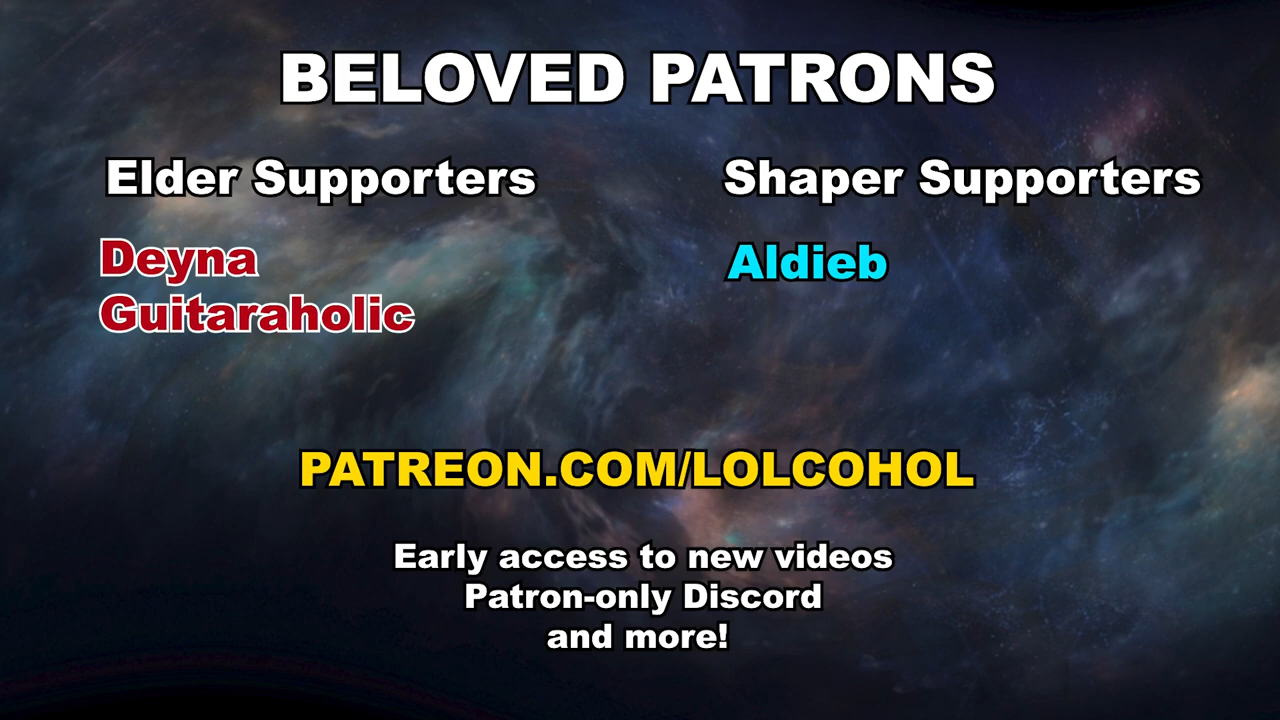 BELOVED PATRONS
Elder Supporters
Deyna
Guitaraholic
Shaper Supporters
Aldieb
PATREON.COM/LOLCOHOL
Early access to new videos
Patron-only Discord
and more!